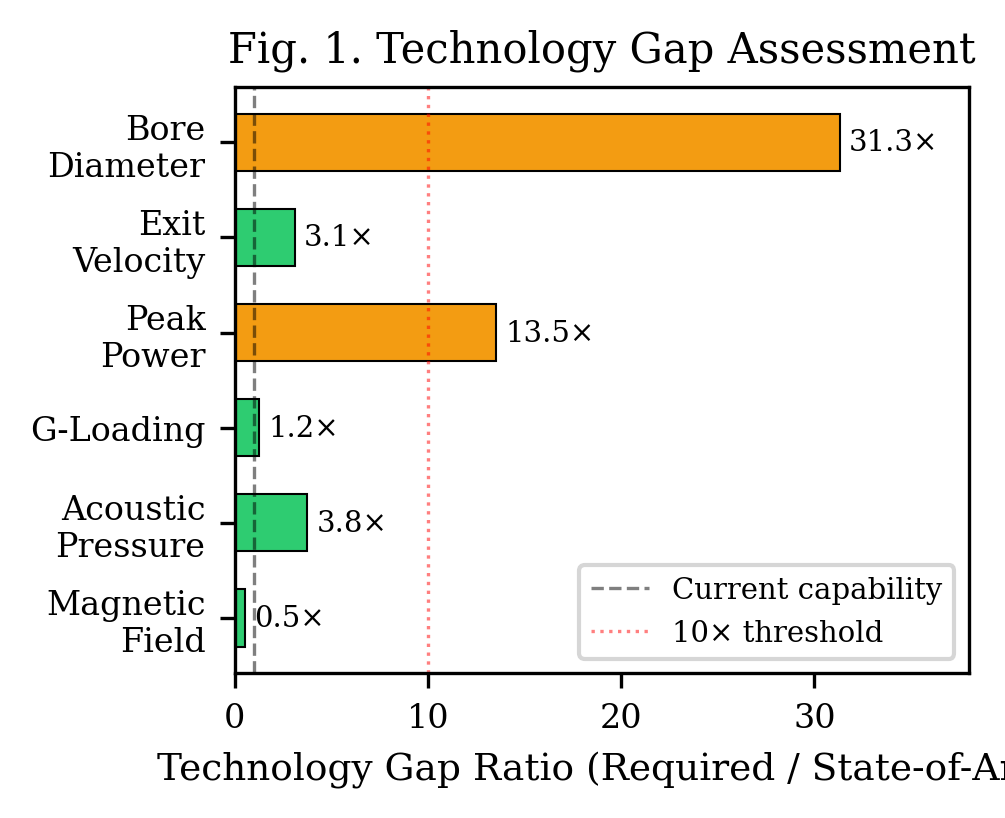 Fig. 1. Technology Gap Assessment
Bore
Diameter
31.3×
Exit
Velocity
3.1×
Peak
Power
13.5×
G-Loading
1.2×
Acoustic
Pressure
3.8×
Magnetic
Field
0.5×
Current capability
10× threshold
0 10 20 30
Technology Gap Ratio (Required / State-of-Ar